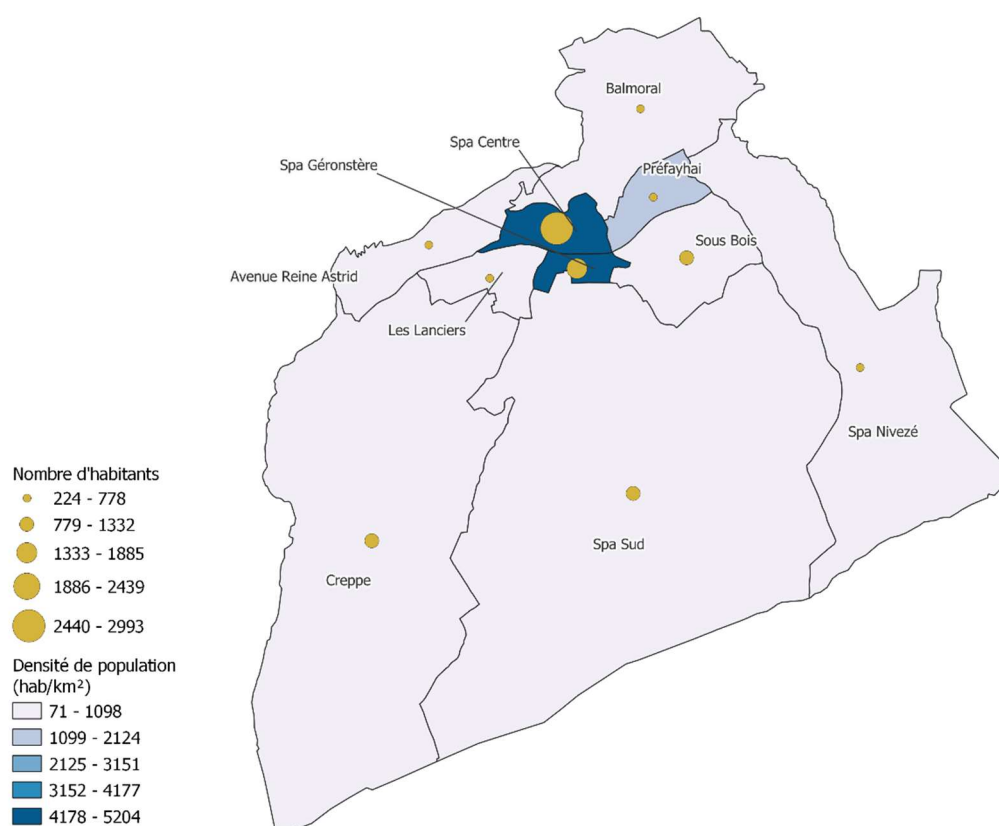 Balmoral
Spa Centre
Spa Géronstère
Préfayhai
Sous Bois
Avenue Reine Astrid
Les Lanciers
Spa Nivezé
Spa Sud
Creppe
Nombre d'habitants
224 - 778
779 - 1332
1333 - 1885
1886 - 2439
2440 - 2993
Densité de population
(hab/km²)
71 - 1098
1099 - 2124
2125 - 3151
3152 - 4177
4178 - 5204